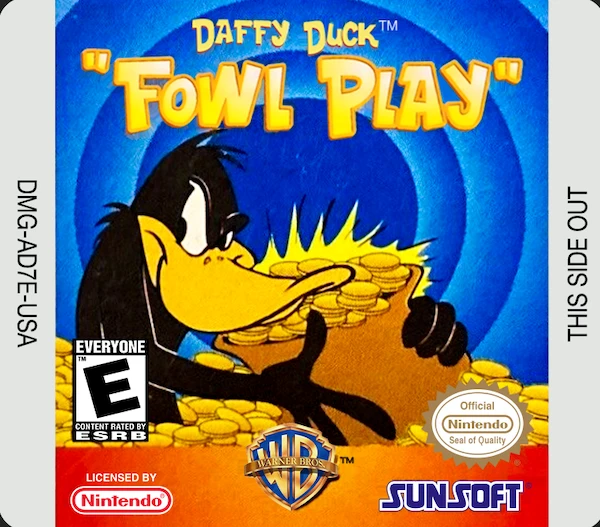 DAFFY DUCK™
"FOWL PLAY"
DMG-AD7E-USA
THIS SIDE OUT
EVERYONE
TM
E
CONTENT RATED BY
ESRB
Official
Nintendo
Seal of Quality
WB
WARNER BROS.
TM
LICENSED BY
Nintendo®
SUNSOFT